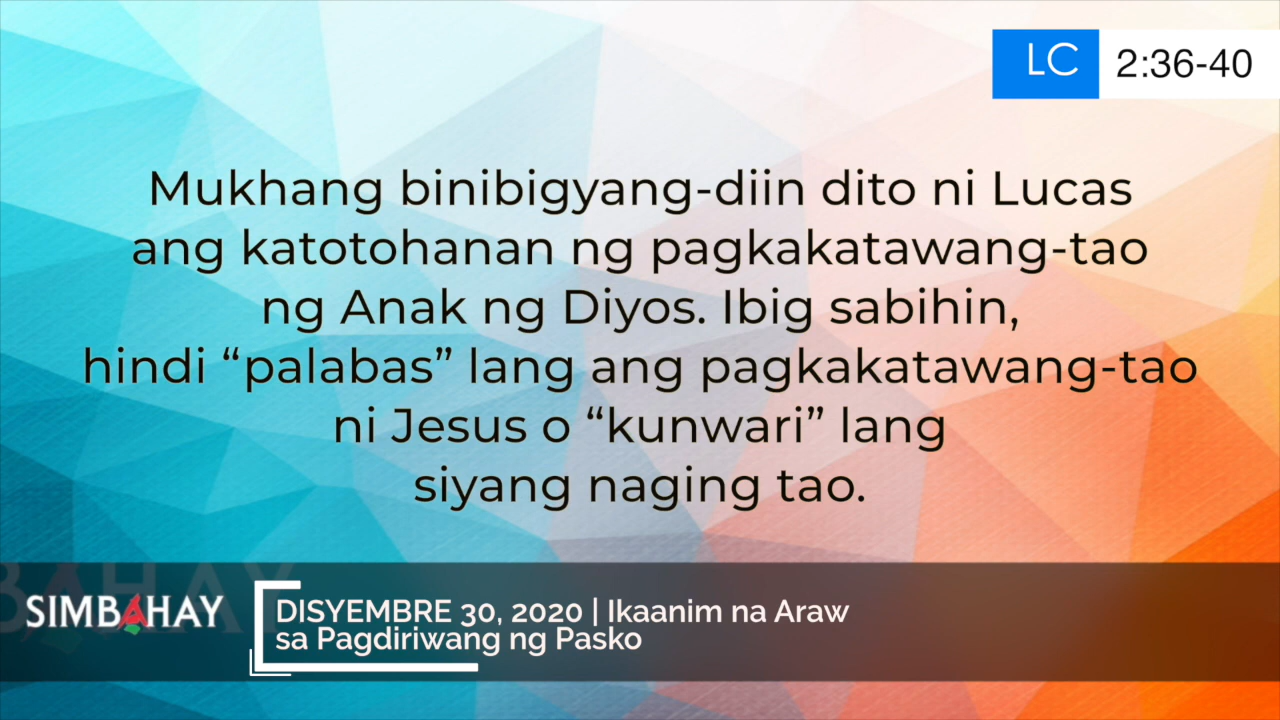 LC 2:36-40
Mukhang binibigyang-diin dito ni Lucas
ang katotohanan ng pagkakatawang-tao
ng Anak ng Diyos. Ibig sabihin,
hindi “palabas” lang ang pagkakatawang-tao
ni Jesus o “kunwari” lang
siyang naging tao.
SIMBAHAY
DISYEMBRE 30, 2020 | Ikaanim na Araw
sa Pagdiriwang ng Pasko